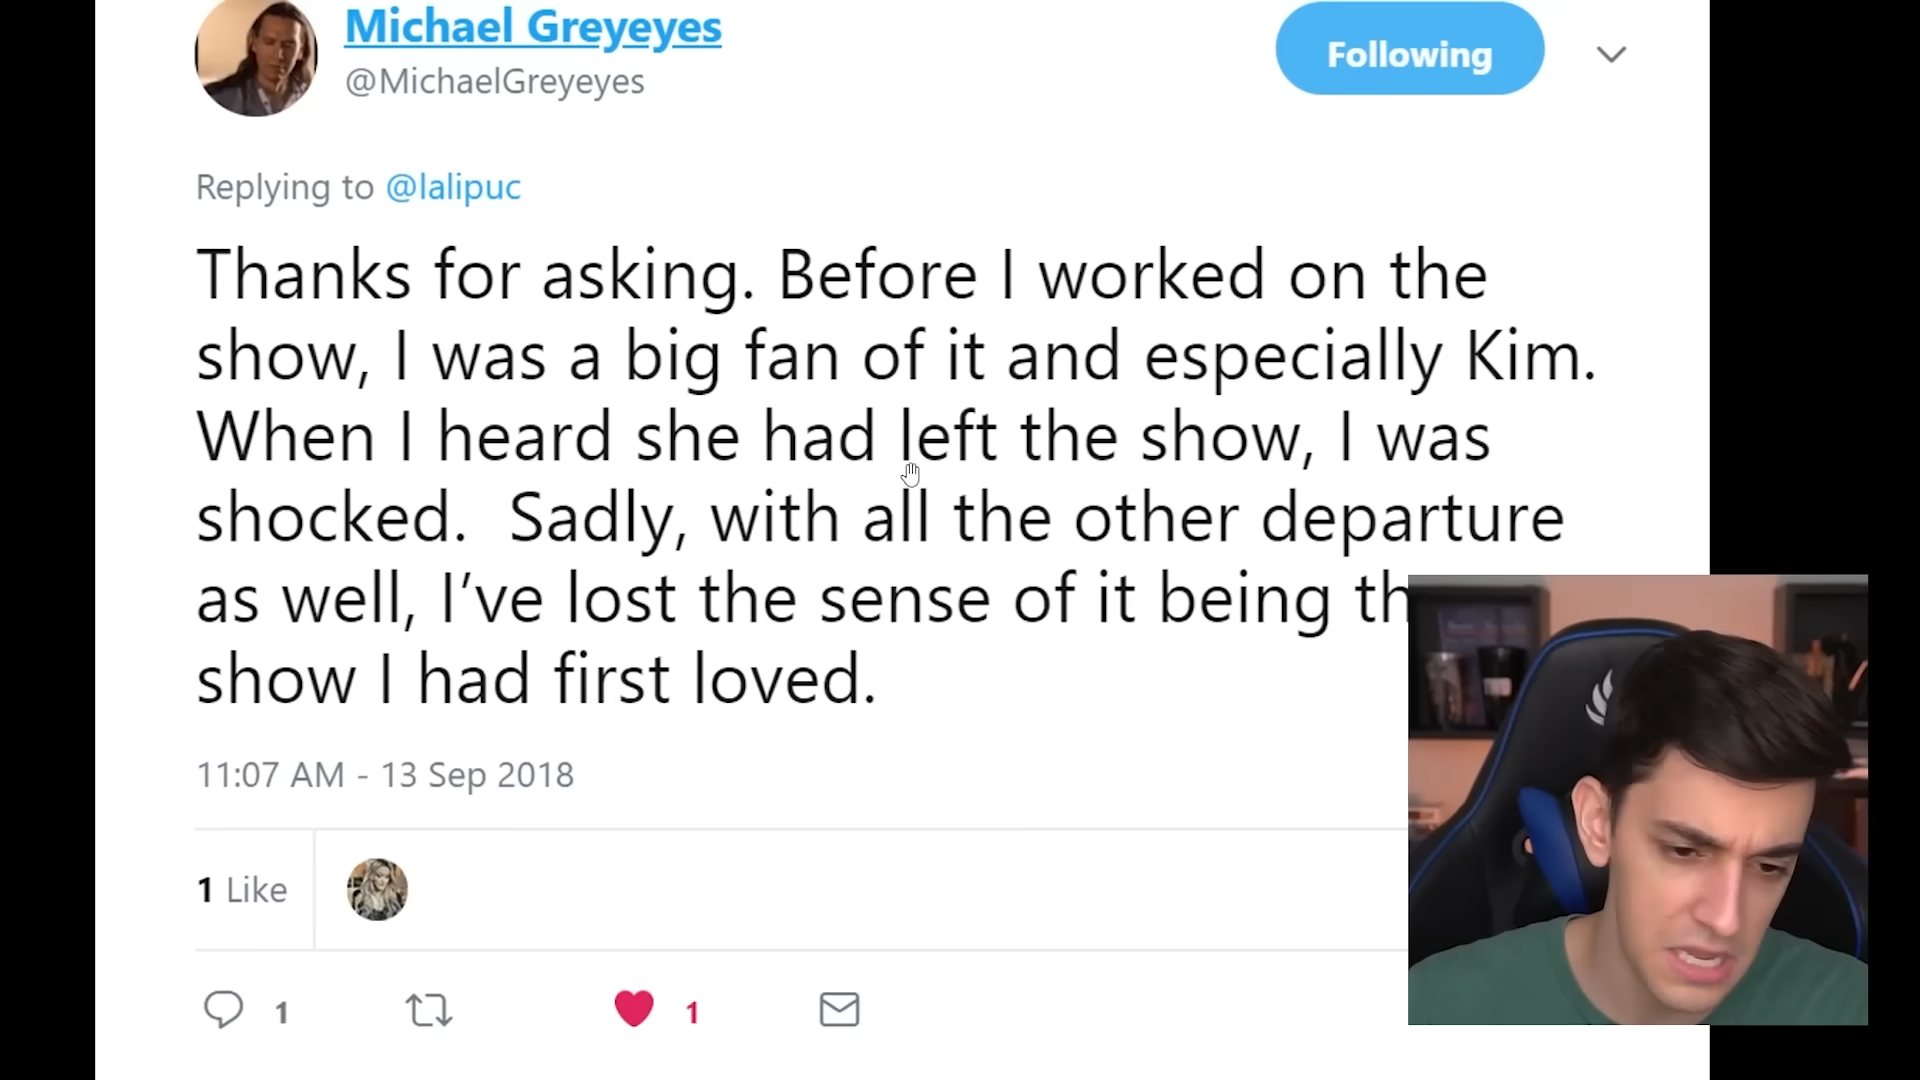 Michael Greyeyes
@MichaelGreyeyes
Following
Replying to @lalipuc
Thanks for asking. Before I worked on the
show, I was a big fan of it and especially Kim.
When I heard she had left the show, I was
shocked.  Sadly, with all the other departure
as well, I’ve lost the sense of it being th
show I had first loved.
11:07 AM - 13 Sep 2018
1 Like
1
1